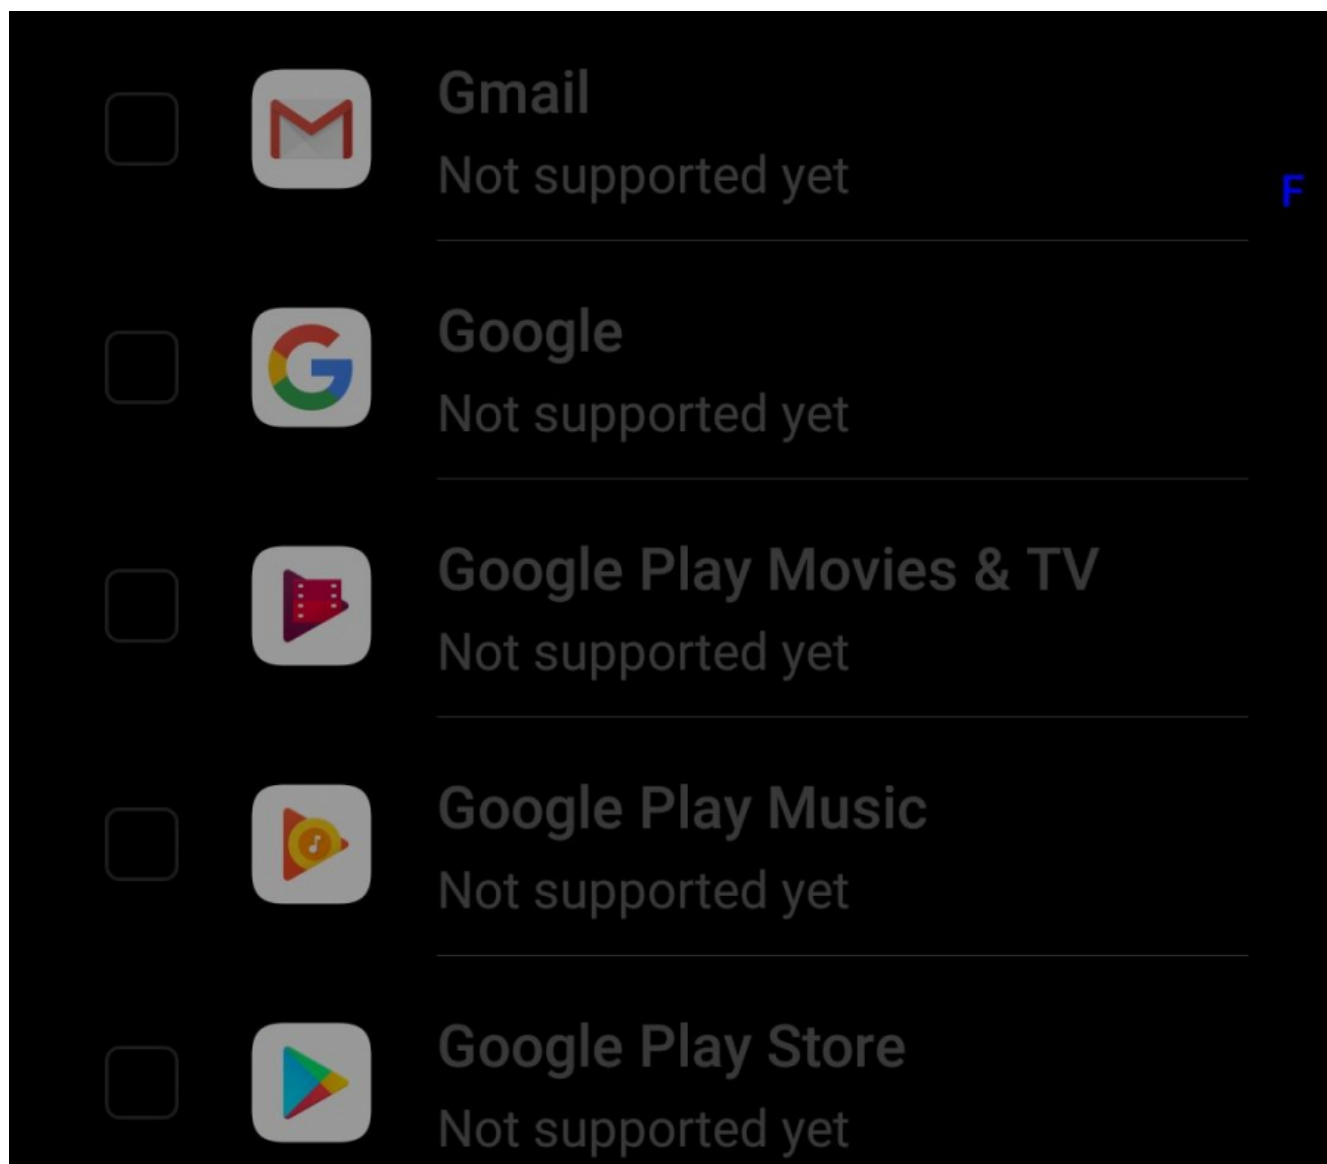 Gmail
Not supported yet
F
Google
Not supported yet
Google Play Movies & TV
Not supported yet
Google Play Music
Not supported yet
Google Play Store
Not supported yet